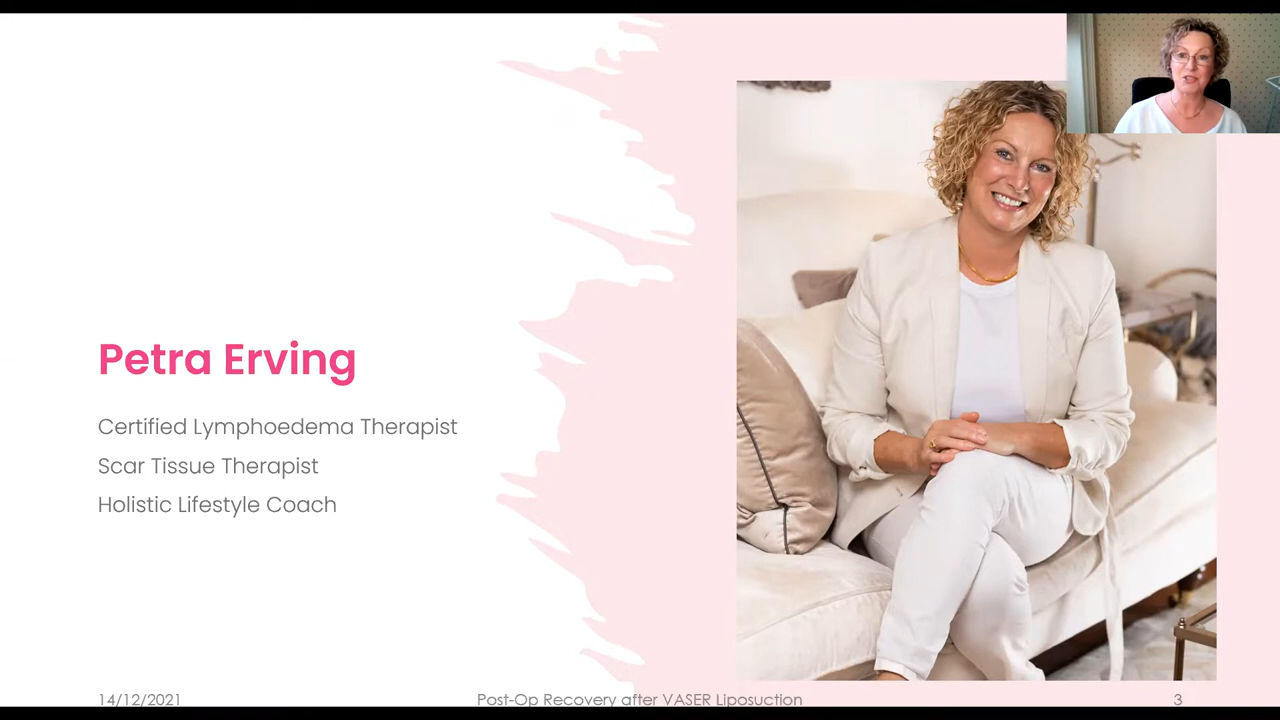 Petra Erving
Certified Lymphoedema Therapist
Scar Tissue Therapist
Holistic Lifestyle Coach
14/12/2021
Post-Op Recovery after VASER Liposuction
3